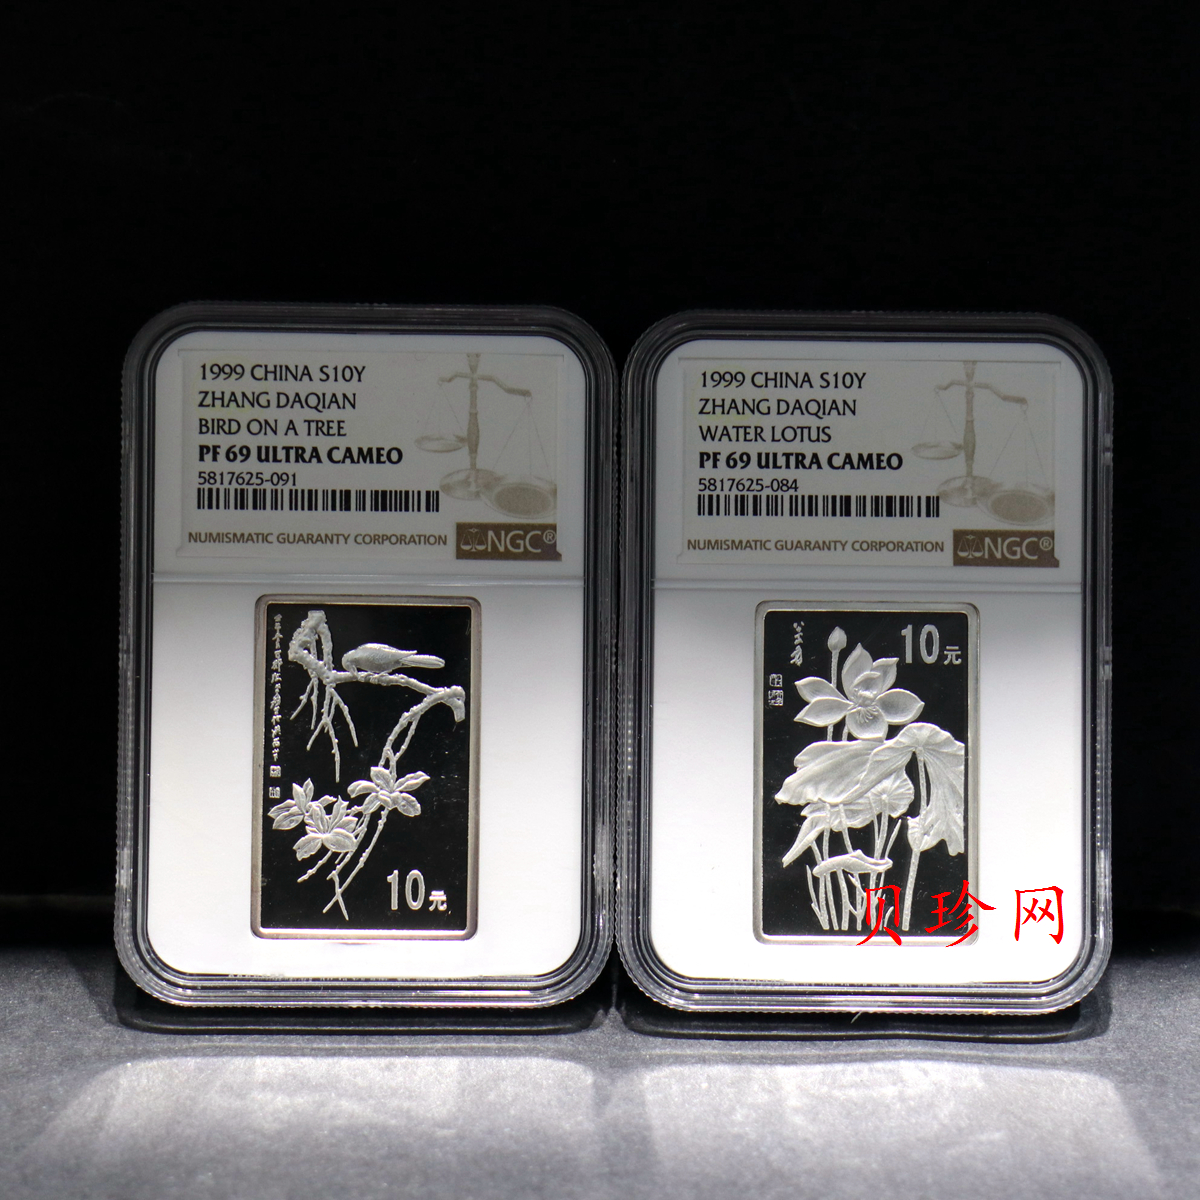 1999 CHINA S10Y
ZHANG DAQIAN
BIRD ON A TREE
PF 69 ULTRA CAMEO
5817625-091
NUMISMATIC GUARANTY CORPORATION
NGC®
10元
1999 CHINA S10Y
ZHANG DAQIAN
WATER LOTUS
PF 69 ULTRA CAMEO
5817625-084
NUMISMATIC GUARANTY CORPORATION
NGC®
10元
贝珍网